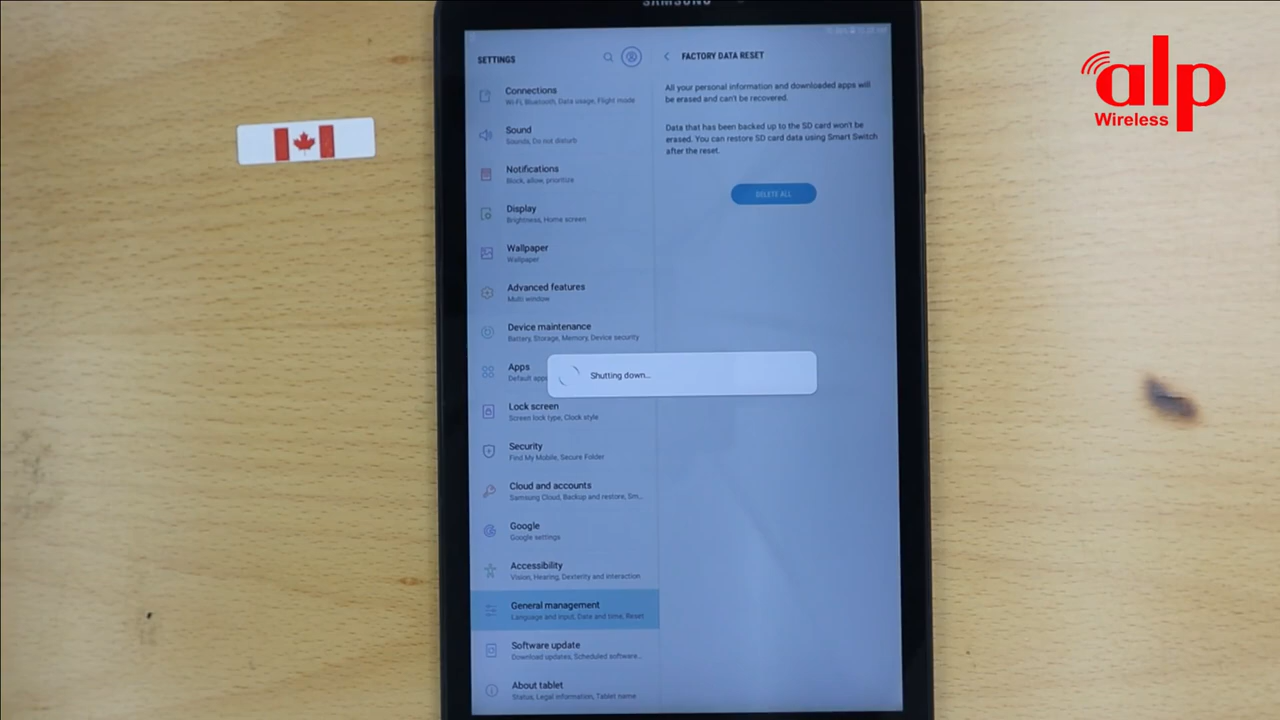 SAMSUNG
alp
Wireless
SETTINGS
Connections
Wi-Fi, Bluetooth, Data usage, Flight mode
Sound
Sounds, Do not disturb
Notifications
Block, allow, prioritize
Display
Brightness, Home screen
Wallpaper
Wallpaper
Advanced features
Multi window
Device maintenance
Battery, Storage, Memory, Device security
Apps
Default apps
Lock screen
Screen lock type, Clock style
Security
Find My Mobile, Secure Folder
Cloud and accounts
Samsung Cloud, Backup and restore, Sm...
Google
Google settings
Accessibility
Vision, Hearing, Dexterity and interaction
General management
Language and input, Date and time, Reset
Software update
Download updates, Scheduled software...
About tablet
Status, Legal information, Tablet name
FACTORY DATA RESET
All your personal information and downloaded apps will
be erased and can't be recovered.
Data that has been backed up to the SD card won't be
erased. You can restore SD card data using Smart Switch
after the reset.
DELETE ALL
Shutting down...